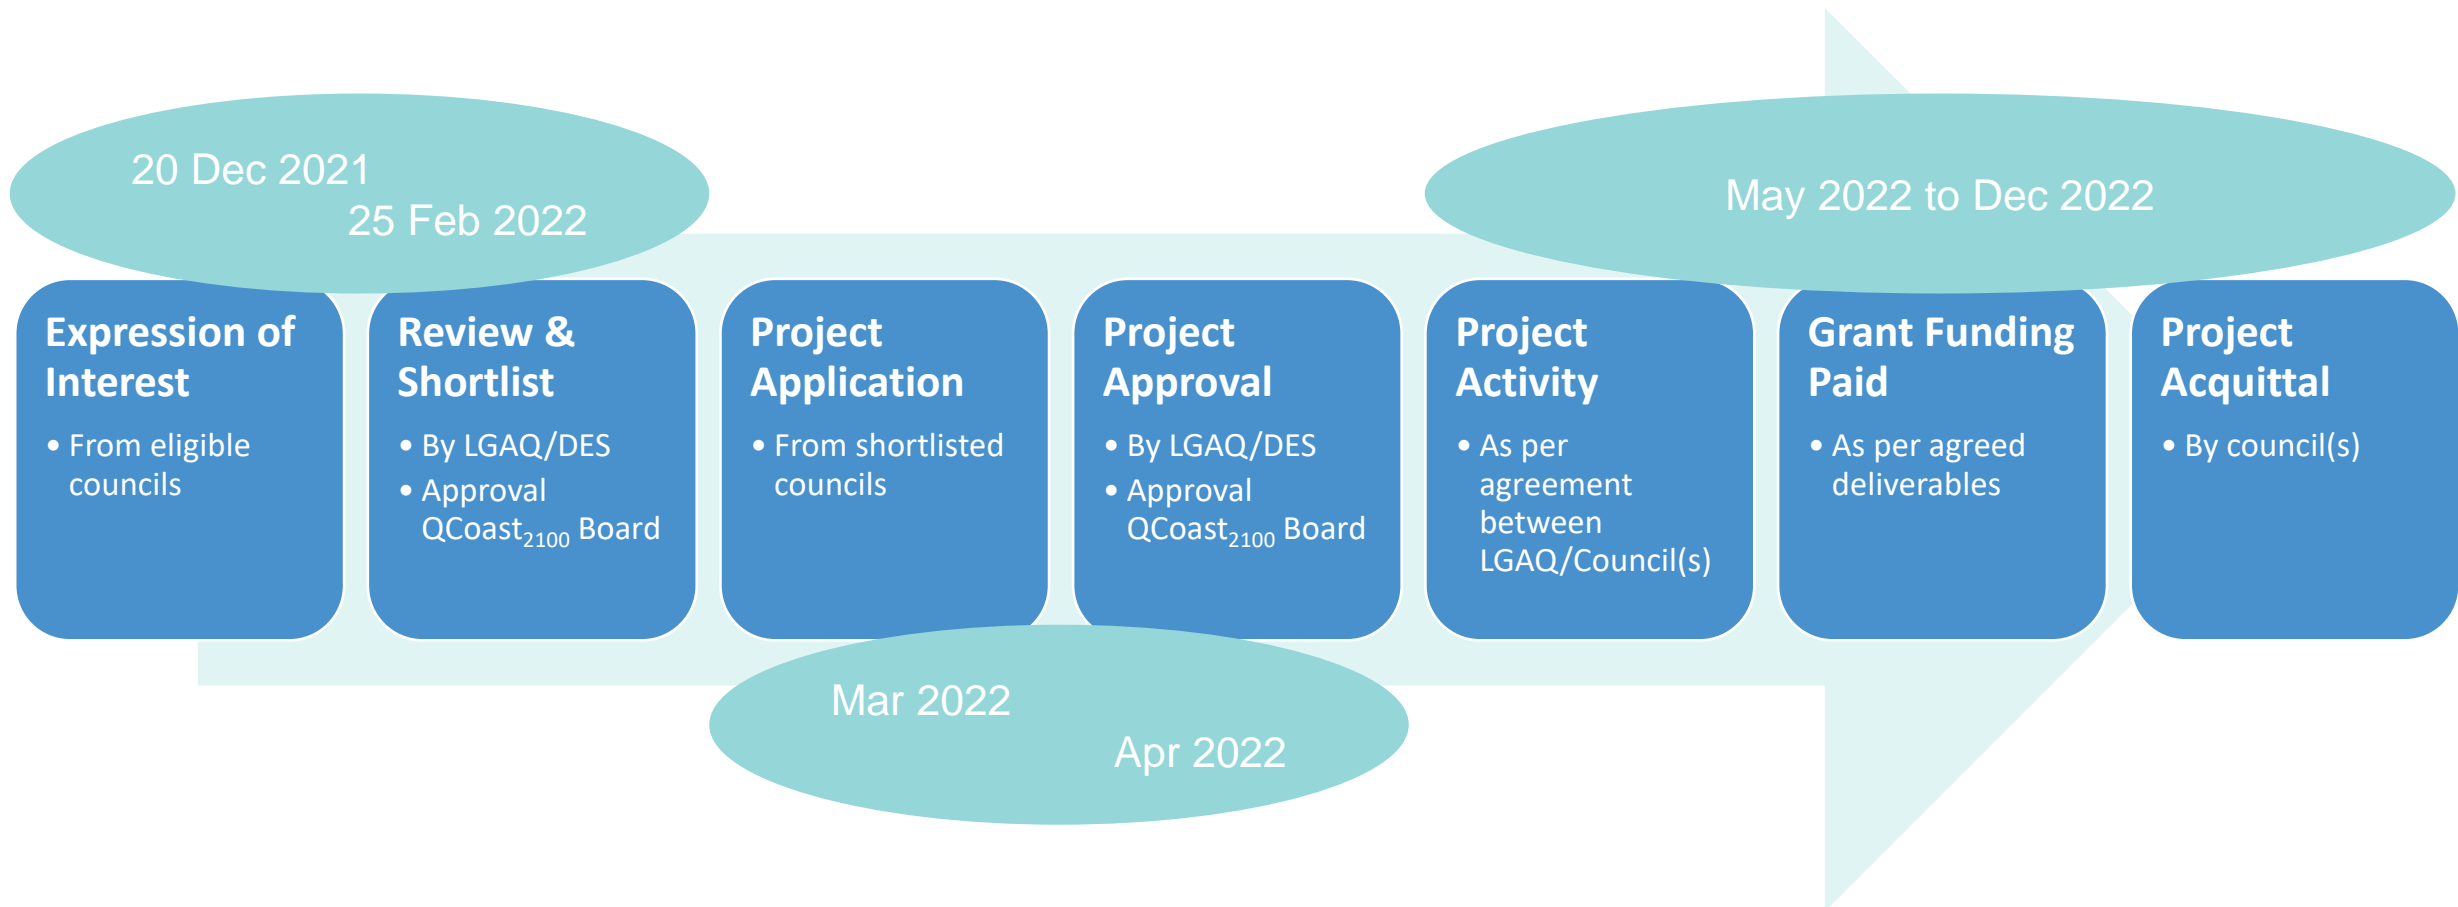 20 Dec 2021
25 Feb 2022
May 2022 to Dec 2022
Expression of
Interest
• From eligible
councils
Review &
Shortlist
• By LGAQ/DES
• Approval
QCoast₂₁₀₀ Board
Project
Application
• From shortlisted
councils
Project
Approval
• By LGAQ/DES
• Approval
QCoast₂₁₀₀ Board
Project
Activity
• As per
agreement
between
LGAQ/Council(s)
Grant Funding
Paid
• As per agreed
deliverables
Project
Acquittal
• By council(s)
Mar 2022
Apr 2022